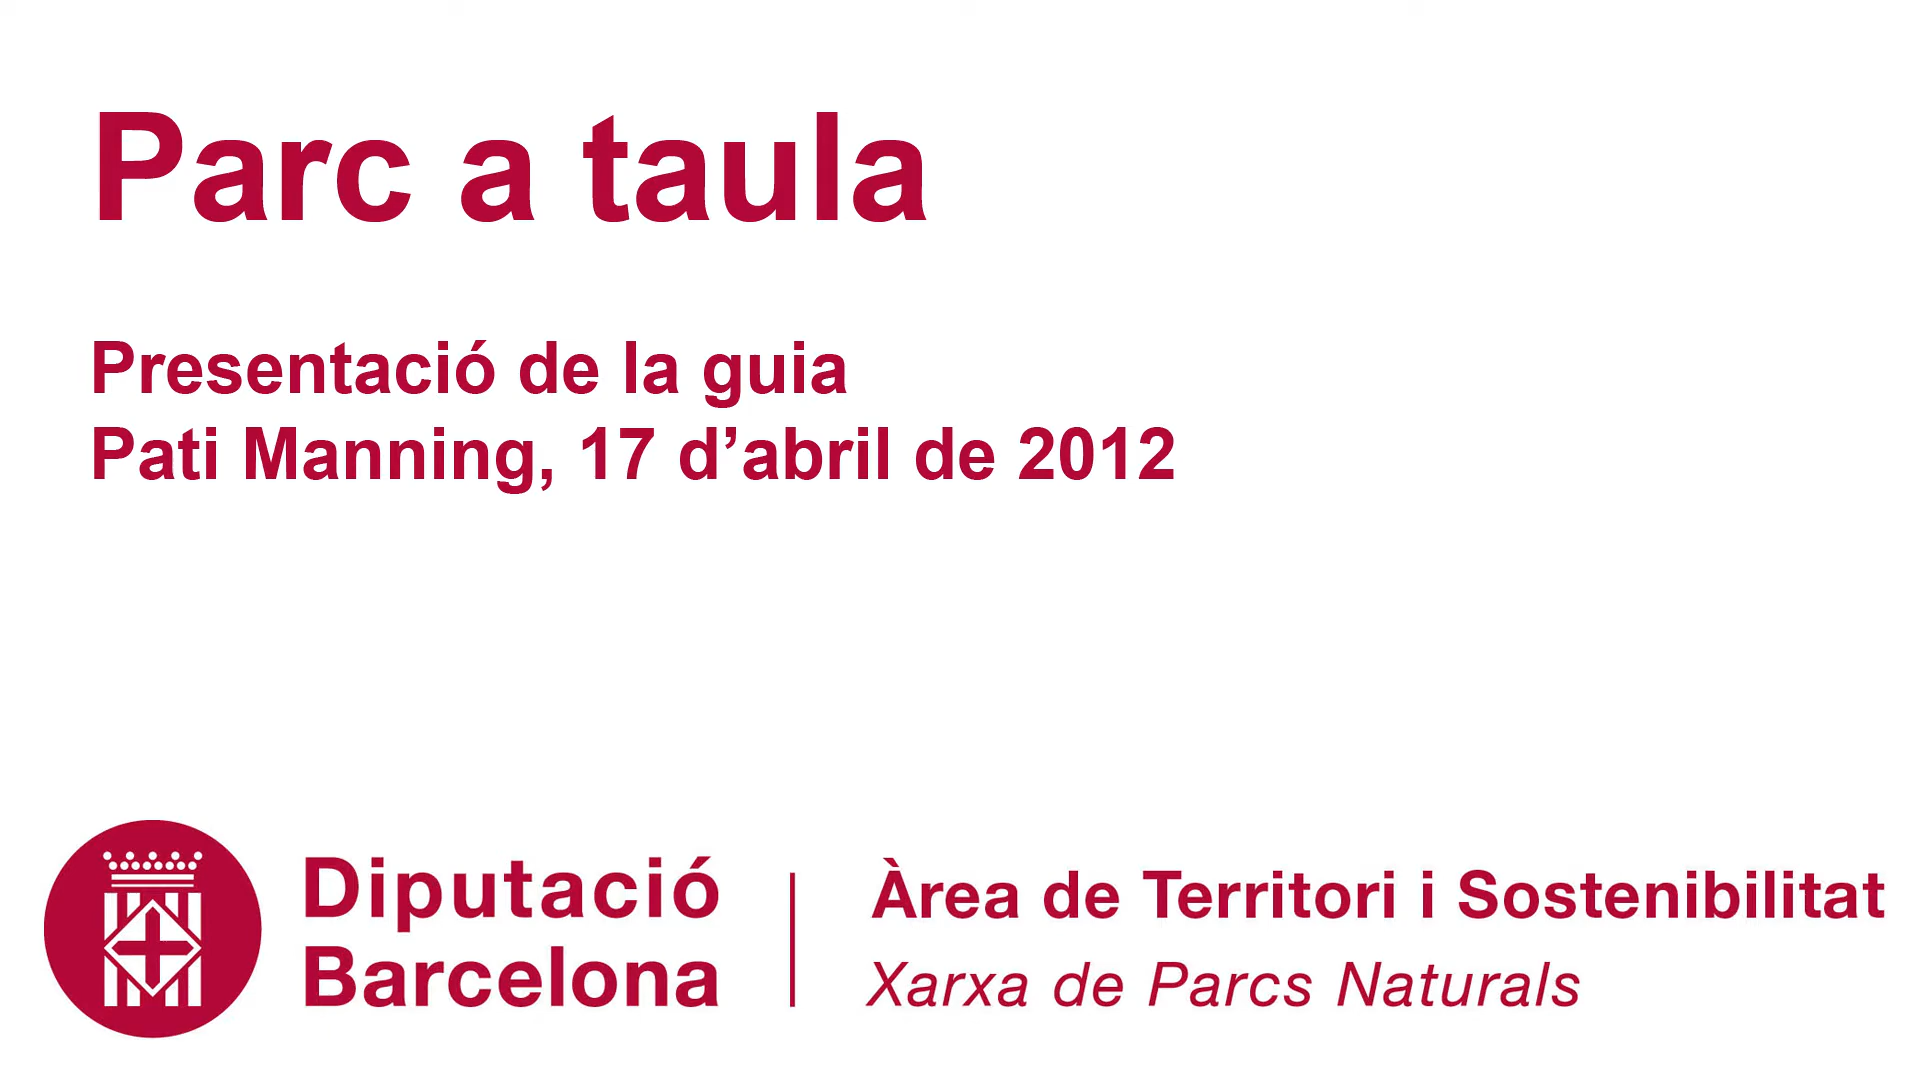 Parc a taula
Presentació de la guia
Pati Manning, 17 d’abril de 2012
Diputació
Barcelona
Àrea de Territori i Sostenibilitat
Xarxa de Parcs Naturals